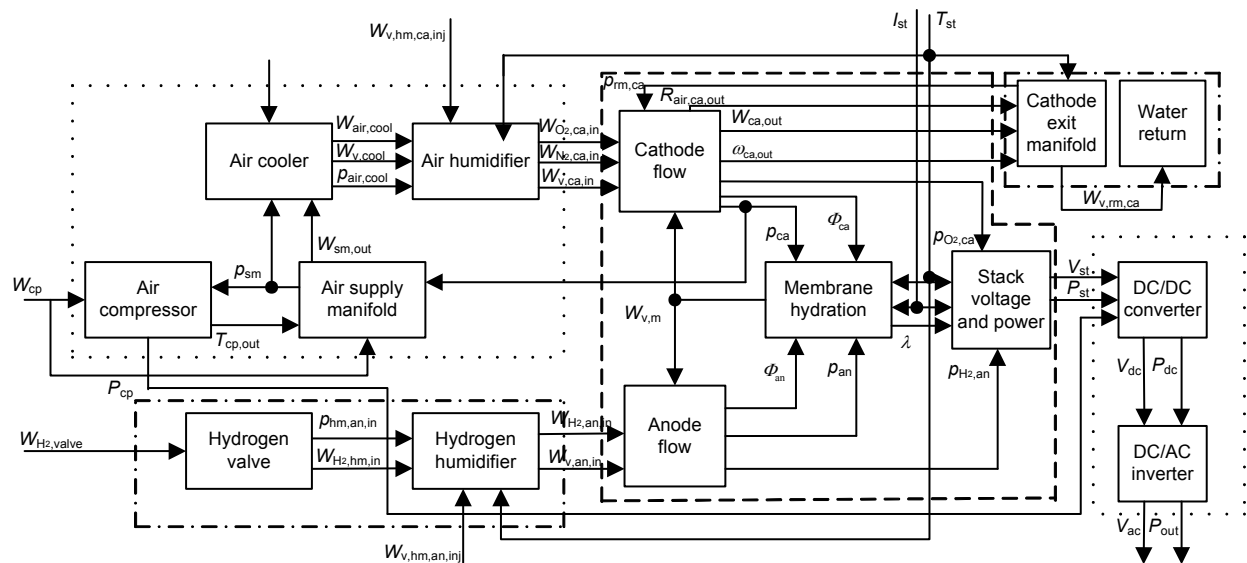 I_st T_st
W_v,hm,ca,inj
p_rm,ca
R_air,ca,out
Cathode
exit
manifold
Water
return
W_air,cool
W_v,cool
p_air,cool
Air cooler
Air humidifier
W_O2,ca,in
W_N2,ca,in
W_v,ca,in
Cathode
flow
W_ca,out
ω_ca,out
W_v,rm,ca
W_sm,out
p_ca
Φ_ca
p_O2,ca
W_cp
Air
compressor
p_sm
Air supply
manifold
T_cp,out
W_v,m
Membrane
hydration
λ
Stack
voltage
and power
V_st
P_st
DC/DC
converter
P_cp
Φ_an
p_an
p_H2,an
V_dc P_dc
W_H2,valve
Hydrogen
valve
p_hm,an,in
W_H2,hm,in
Hydrogen
humidifier
W_H2,an,in
W_v,an,in
Anode
flow
DC/AC
inverter
W_v,hm,an,inj
V_ac P_out